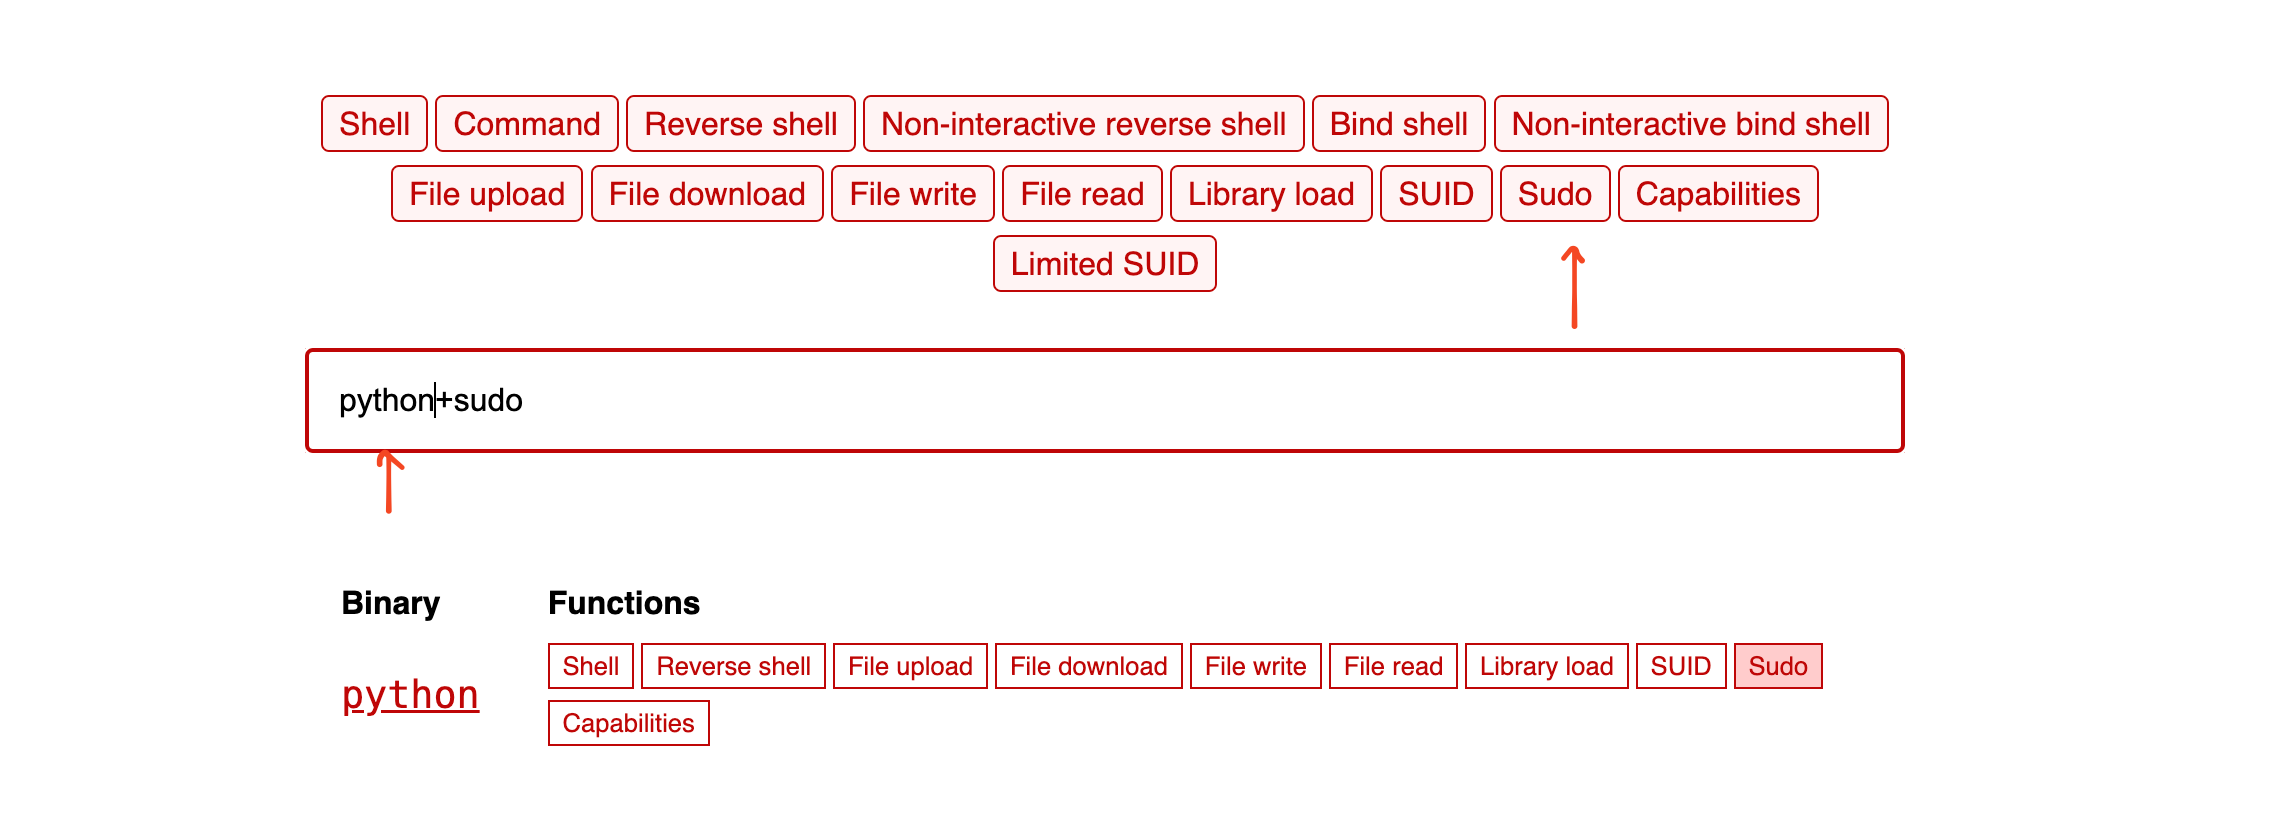 Shell Command Reverse shell Non-interactive reverse shell Bind shell Non-interactive bind shell
File upload File download File write File read Library load SUID Sudo Capabilities
Limited SUID
python+sudo
Binary Functions
python Shell Reverse shell File upload File download File write File read Library load SUID Sudo
Capabilities